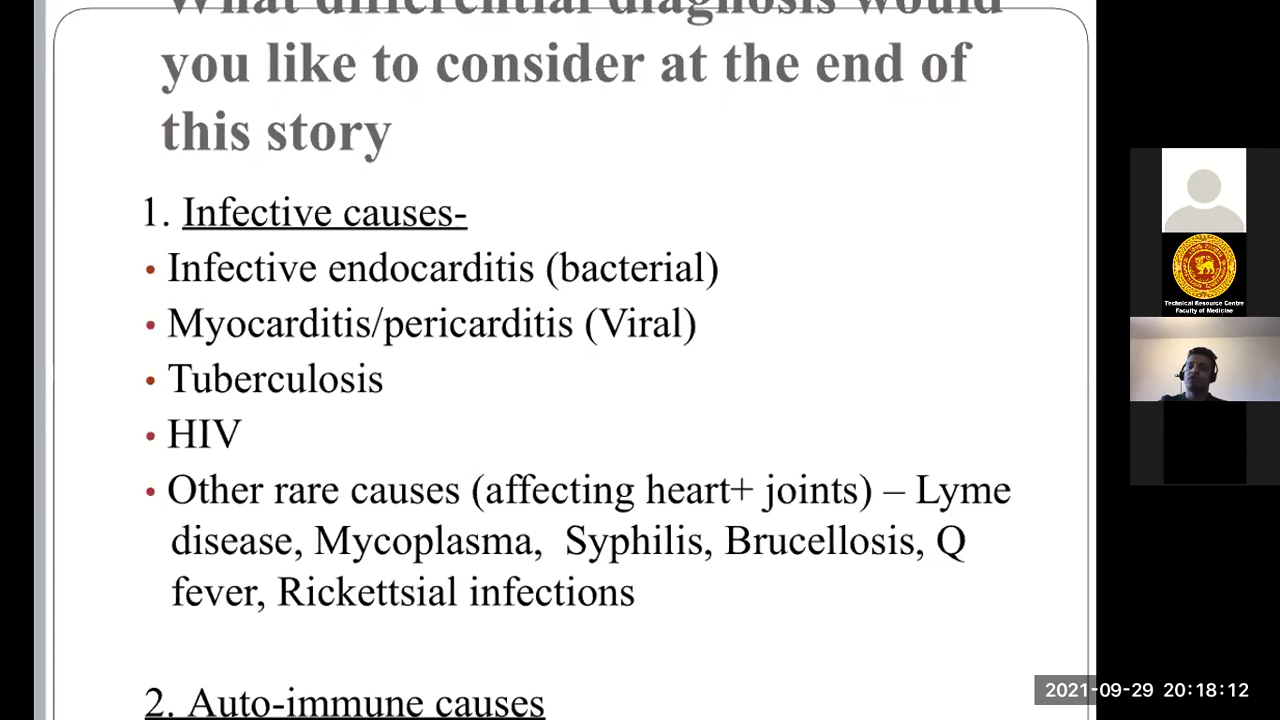 What differential diagnosis would
you like to consider at the end of
this story
1. Infective causes-
• Infective endocarditis (bacterial)
• Myocarditis/pericarditis (Viral)
• Tuberculosis
• HIV
• Other rare causes (affecting heart+ joints) – Lyme
disease, Mycoplasma,  Syphilis, Brucellosis, Q
fever, Rickettsial infections
2. Auto-immune causes
Technical Resource Centre
Faculty of Medicine
2021-09-29 20:18:12